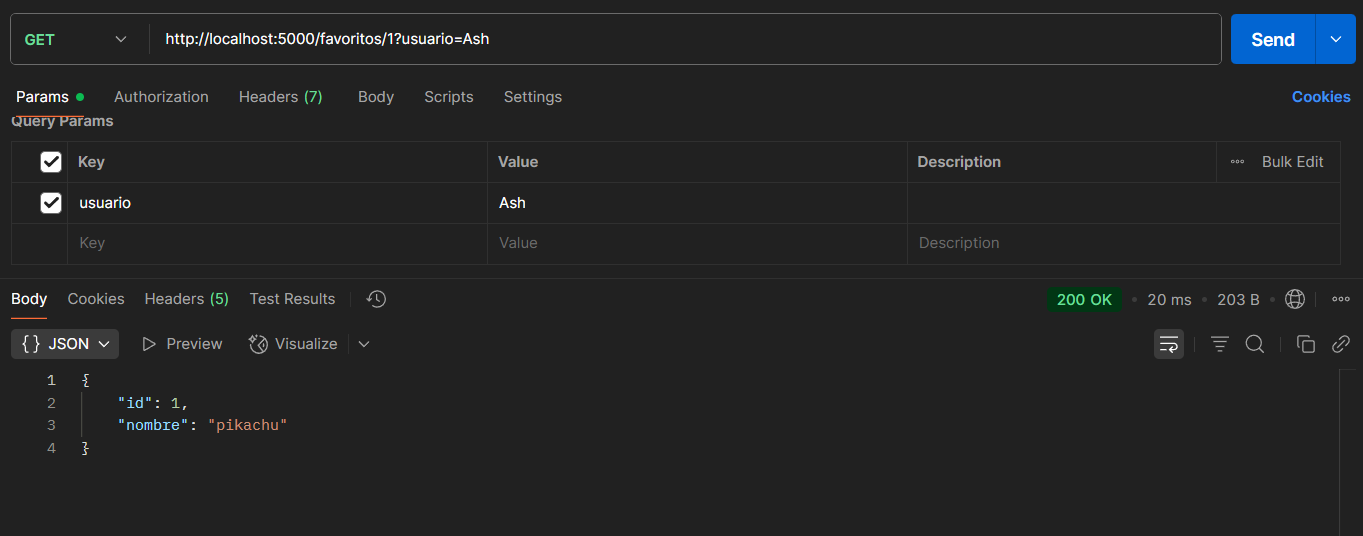 GET http://localhost:5000/favoritos/1?usuario=Ash Send
Params Authorization Headers (7) Body Scripts Settings Cookies
Query Params
Key Value Description Bulk Edit
usuario Ash
Key Value Description
Body Cookies Headers (5) Test Results 200 OK • 20 ms • 203 B •
{} JSON Preview Visualize
1 {
2 "id": 1,
3 "nombre": "pikachu"
4 }